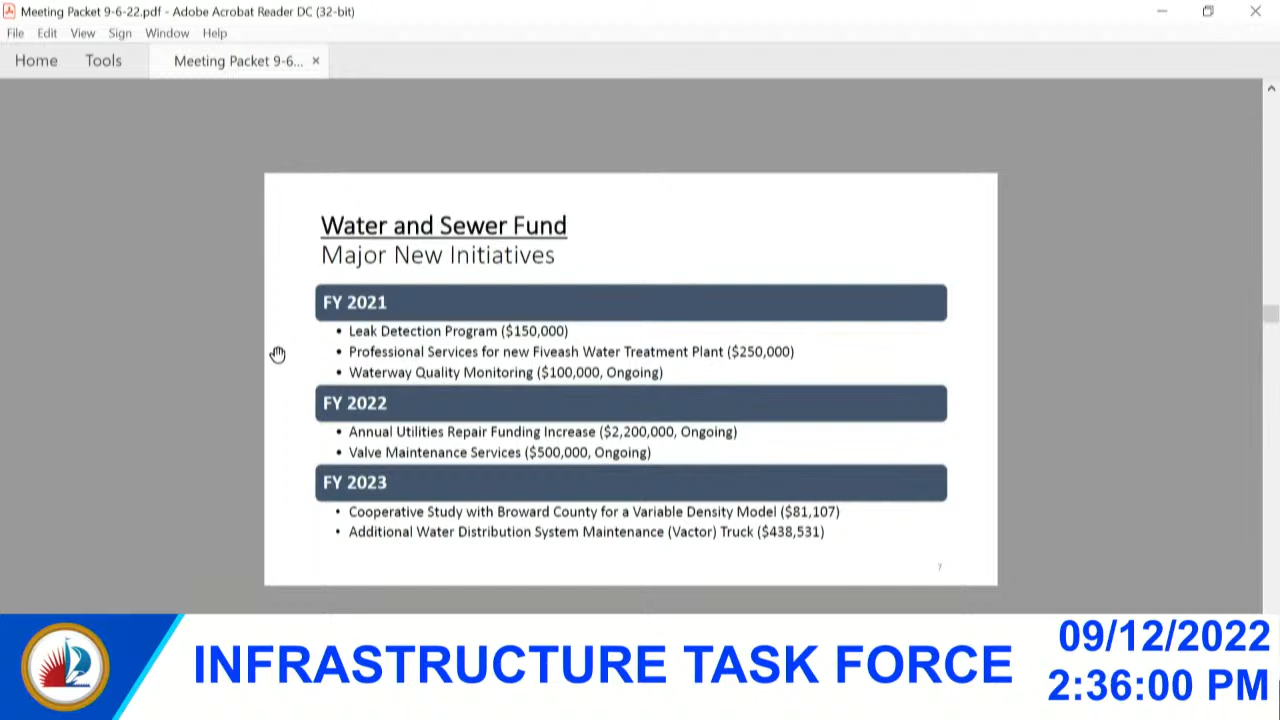 Meeting Packet 9-6-22.pdf - Adobe Acrobat Reader DC (32-bit)
File Edit View Sign Window Help
Home Tools Meeting Packet 9-6... ×
Water and Sewer Fund
Major New Initiatives
FY 2021
• Leak Detection Program ($150,000)
• Professional Services for new Fiveash Water Treatment Plant ($250,000)
• Waterway Quality Monitoring ($100,000, Ongoing)
FY 2022
• Annual Utilities Repair Funding Increase ($2,200,000, Ongoing)
• Valve Maintenance Services ($500,000, Ongoing)
FY 2023
• Cooperative Study with Broward County for a Variable Density Model ($81,107)
• Additional Water Distribution System Maintenance (Vactor) Truck ($438,531)
7
INFRASTRUCTURE TASK FORCE
09/12/2022
2:36:00 PM